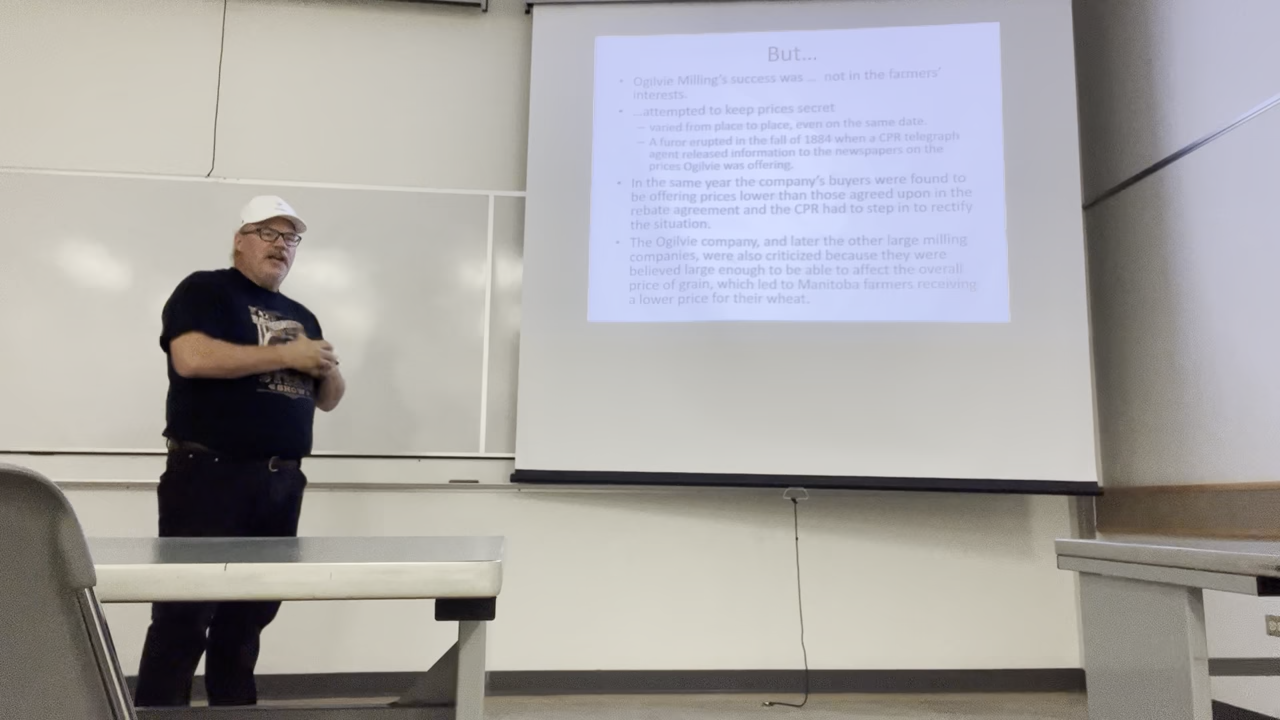 But...
• Ogilvie Milling's success was ... not in the farmers'
interests.
• ...attempted to keep prices secret
– varied from place to place, even on the same date.
– A furor erupted in the fall of 1884 when a CPR telegraph
agent released information to the newspapers on the
prices Ogilvie was offering.
• In the same year the company's buyers were found to
be offering prices lower than those agreed upon in the
rebate agreement and the CPR had to step in to rectify
the situation.
• The Ogilvie company, and later the other large milling
companies, were also criticized because they were
believed large enough to be able to affect the overall
price of grain, which led to Manitoba farmers receiving
a lower price for their wheat.